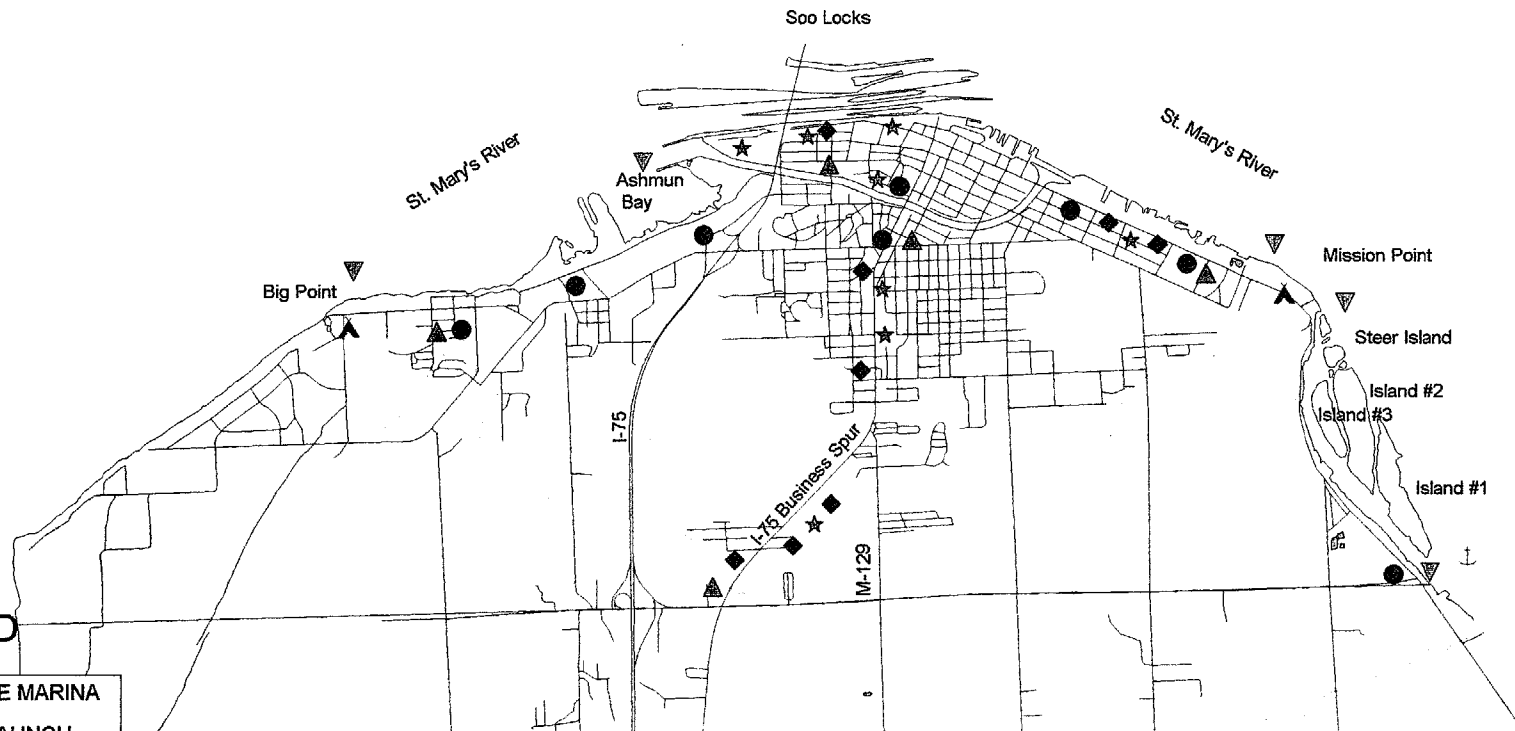 Soo Locks
St. Mary's River
St. Mary's River
Ashmun
Bay
Mission Point
Big Point
Steer Island
Island #2
Island #3
I-75
I-75 Business Spur
Island #1
M-129
D
E MARINA